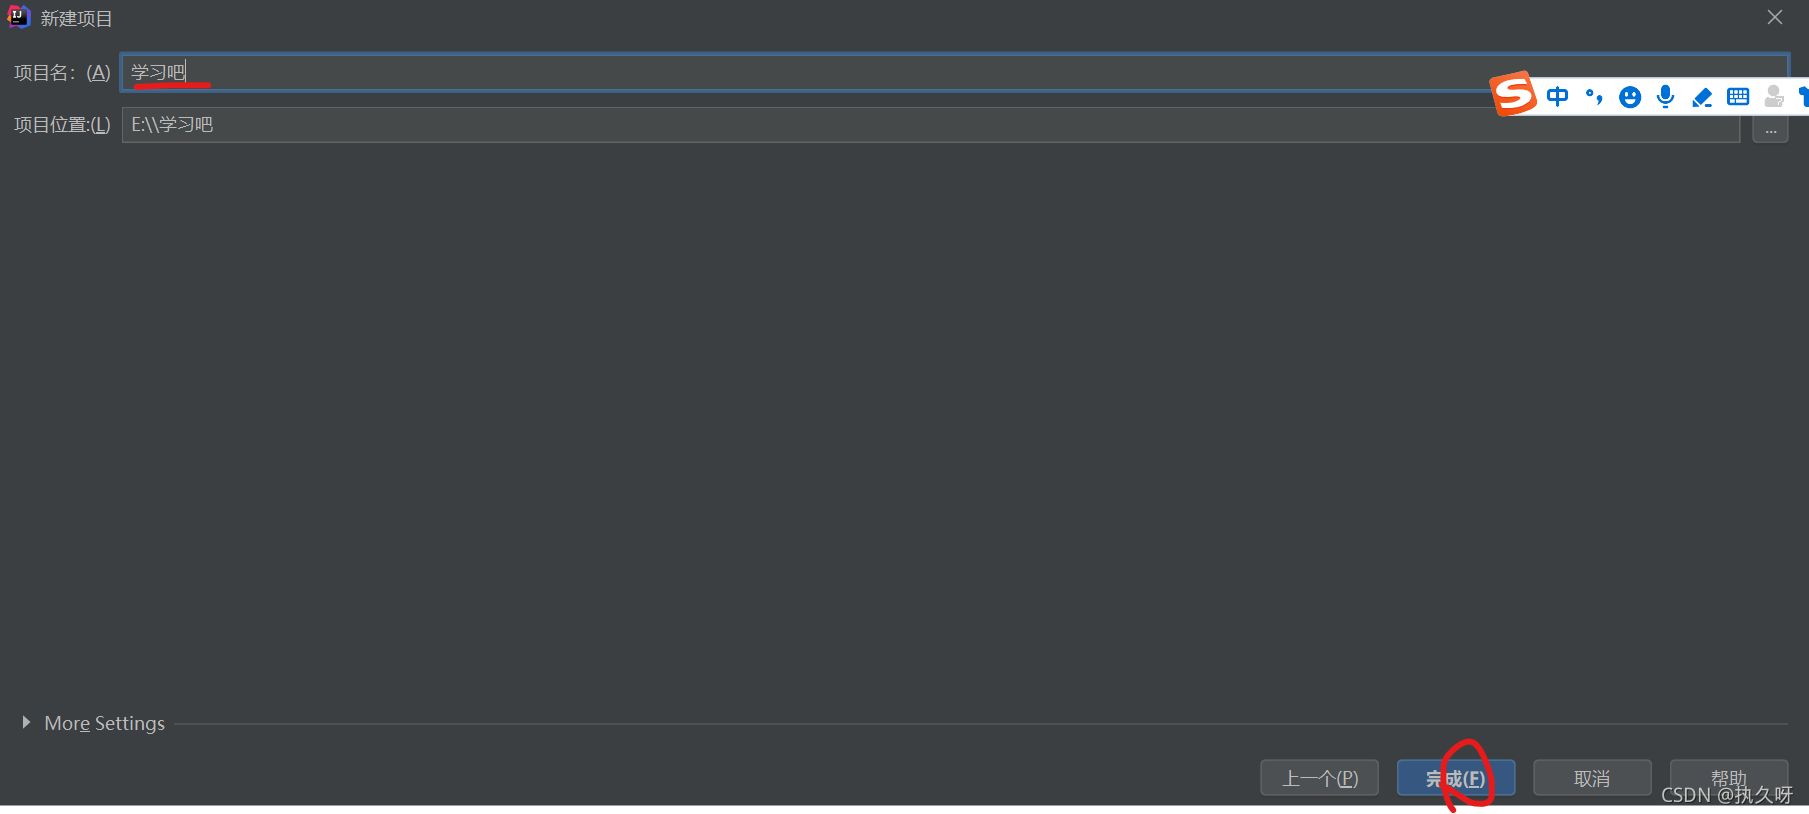 新建项目
项目名：(A) 学习吧
中
项目位置:(L) E:\\学习吧 ...
More Settings
上一个(P) 完成(F) 取消 帮助
CSDN @执久呀